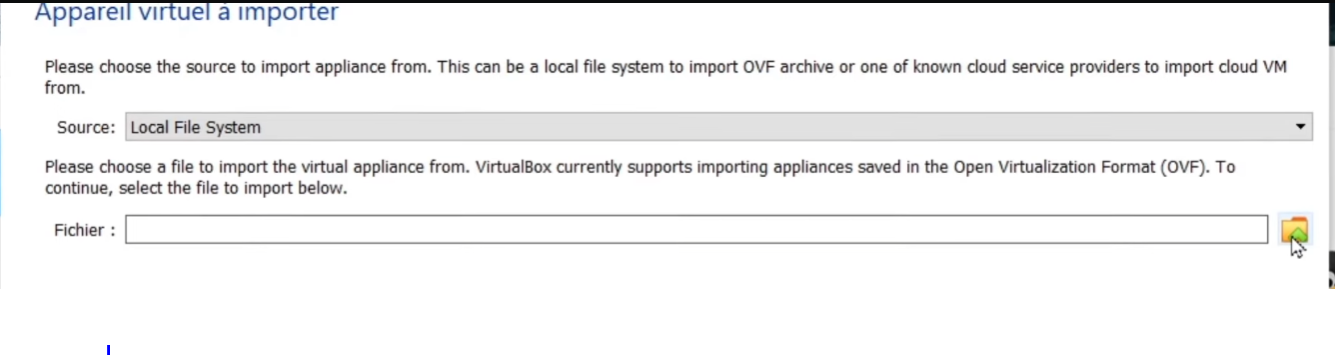 Appareil virtuel à importer
Please choose the source to import appliance from. This can be a local file system to import OVF archive or one of known cloud service providers to import cloud VM
from.
Source: Local File System
Please choose a file to import the virtual appliance from. VirtualBox currently supports importing appliances saved in the Open Virtualization Format (OVF). To
continue, select the file to import below.
Fichier :